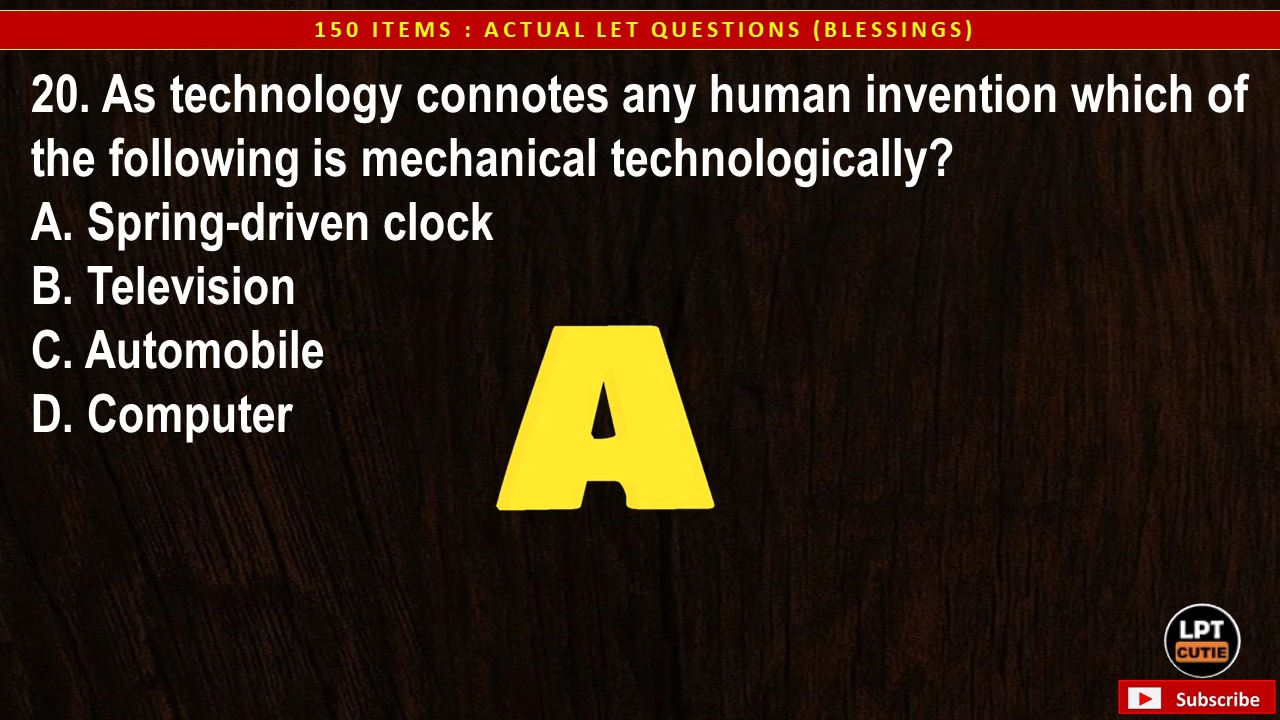 150 ITEMS : ACTUAL LET QUESTIONS (BLESSINGS)
20. As technology connotes any human invention which of
the following is mechanical technologically?
A. Spring-driven clock
B. Television
C. Automobile
D. Computer
A
LPT
CUTIE
Subscribe